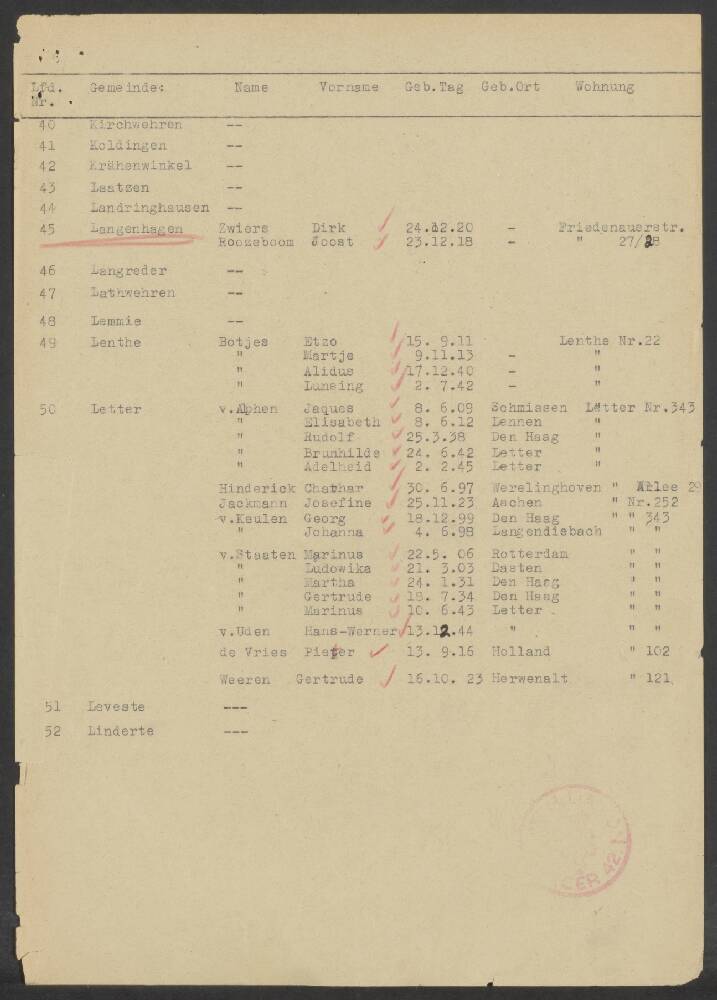 Lfd. Gemeinde: Name Vorname Geb.Tag Geb.Ort Wohnung
Nr.
40 Kirchwehren --
41 Koldingen --
42 Krähenwinkel --
43 Laatzen --
44 Landringhausen --
45 Langenhagen Zwiers Dirk 24.12.20 - Friedenauerstr.
Roozeboom Joost 23.12.18 - " 27/28
46 Langreder --
47 Lathwehren --
48 Lemmie --
49 Lenthe Botjes Etzo 15. 9.11 Lenthe Nr.22
" Martje 9.11.13 - "
" Alidus 17.12.40 - "
" Lunsing 2. 7.42 - "
50 Letter v.Alphen Jaques 8. 6.09 Schmissen Letter Nr.343
" Elisabeth 8. 6.12 Lennen "
" Rudolf 25.3.38 Den Haag "
" Brunhilde 24. 6.42 Letter "
" Adelheid 2. 2.45 Letter "
Hinderick 30. 6.97 Werelinghoven " Allee 29
Jackmann Josefine 25.11.23 Aachen " Nr.252
v.Keulen Georg 18.12.99 Den Haag " " 343
" Johanna 4. 6.98 Langendiebach " "
v.Staaten Marinus 22.5. 06 Rotterdam " "
" Ludowika 21. 3.03 Dasten " "
" Martha 24. 1.31 Den Haag " "
" Gertrude 18. 7.34 Den Haag " "
" Marinus 10. 6.43 Letter . " "
v.Uden Hans-Werner 13.12.44 " " "
de Vries Pieter 13. 9.16 Holland " 102
Weeren Gertrude 16.10. 23 Herwenalt " 121
51 Leveste ---
52 Linderte ---